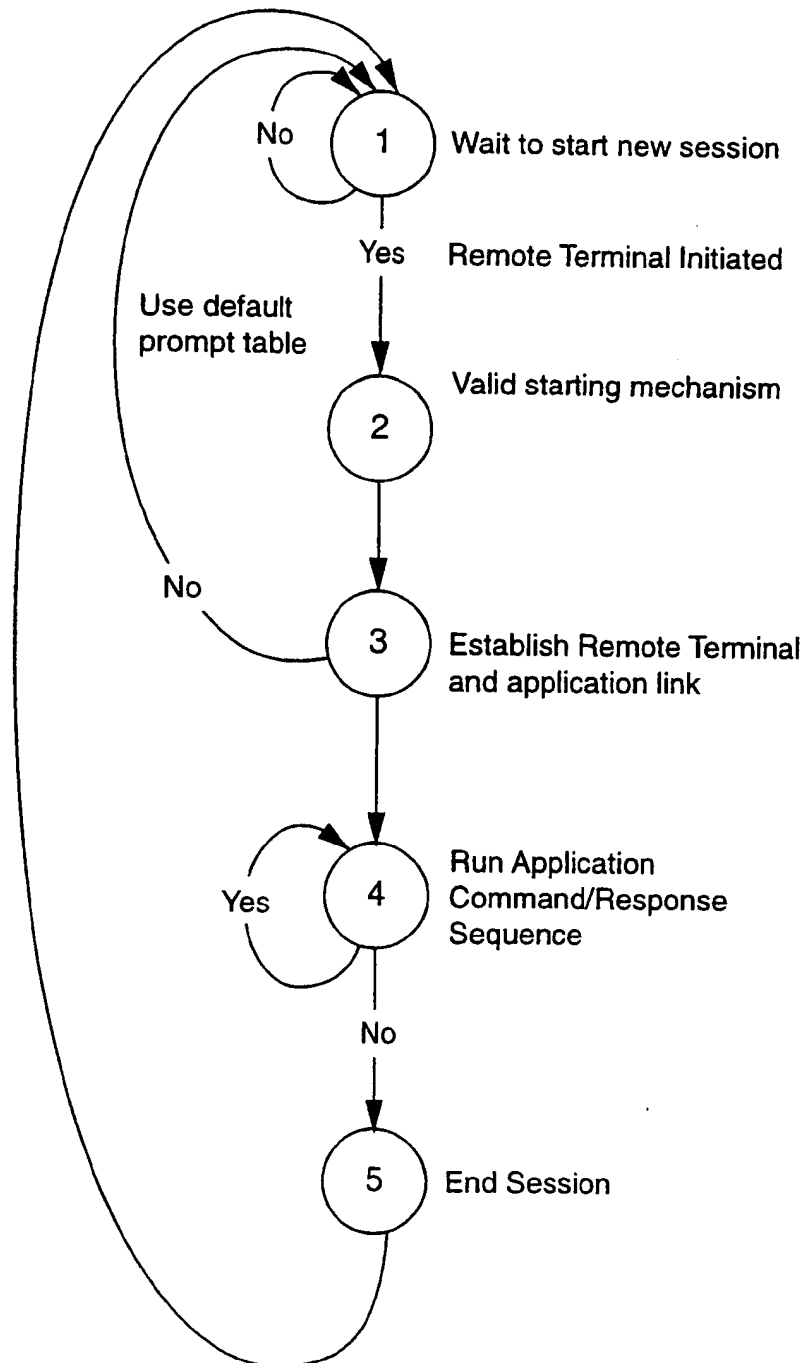 No
1
Wait to start new session
Yes
Remote Terminal Initiated
Use default
prompt table
Valid starting mechanism
2
No
3
Establish Remote Terminal
and application link
Run Application
Command/Response
Sequence
Yes
4
No
5
End Session